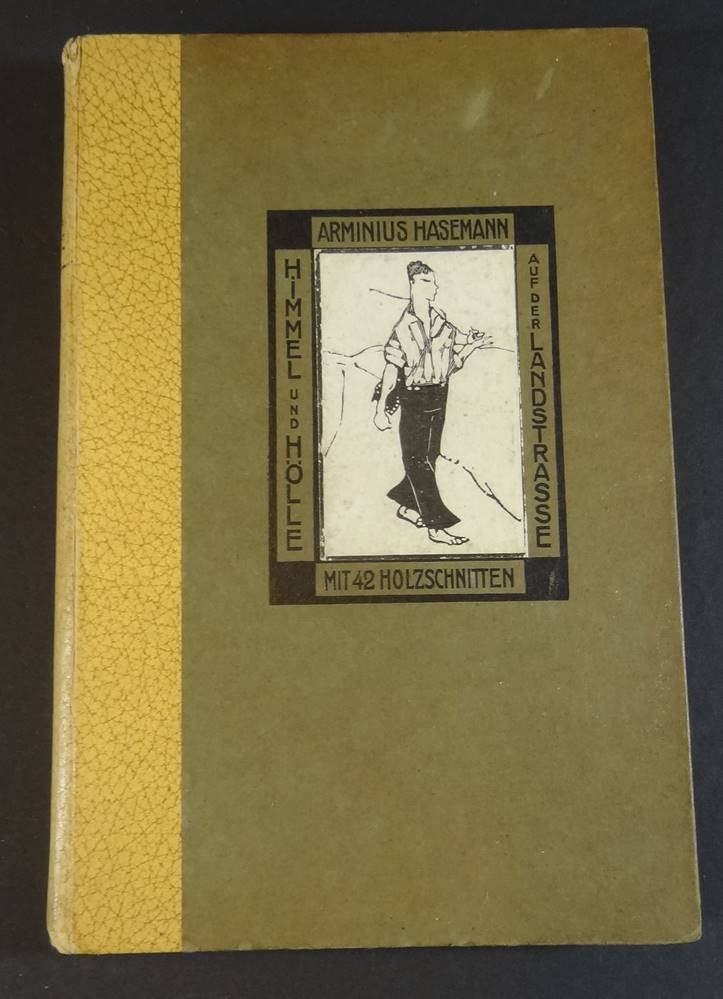 ARMINIUS HASEMANN
HIMMEL UND HÖLLE
AUF DER LANDSTRASSE
MIT 42 HOLZSCHNITTEN